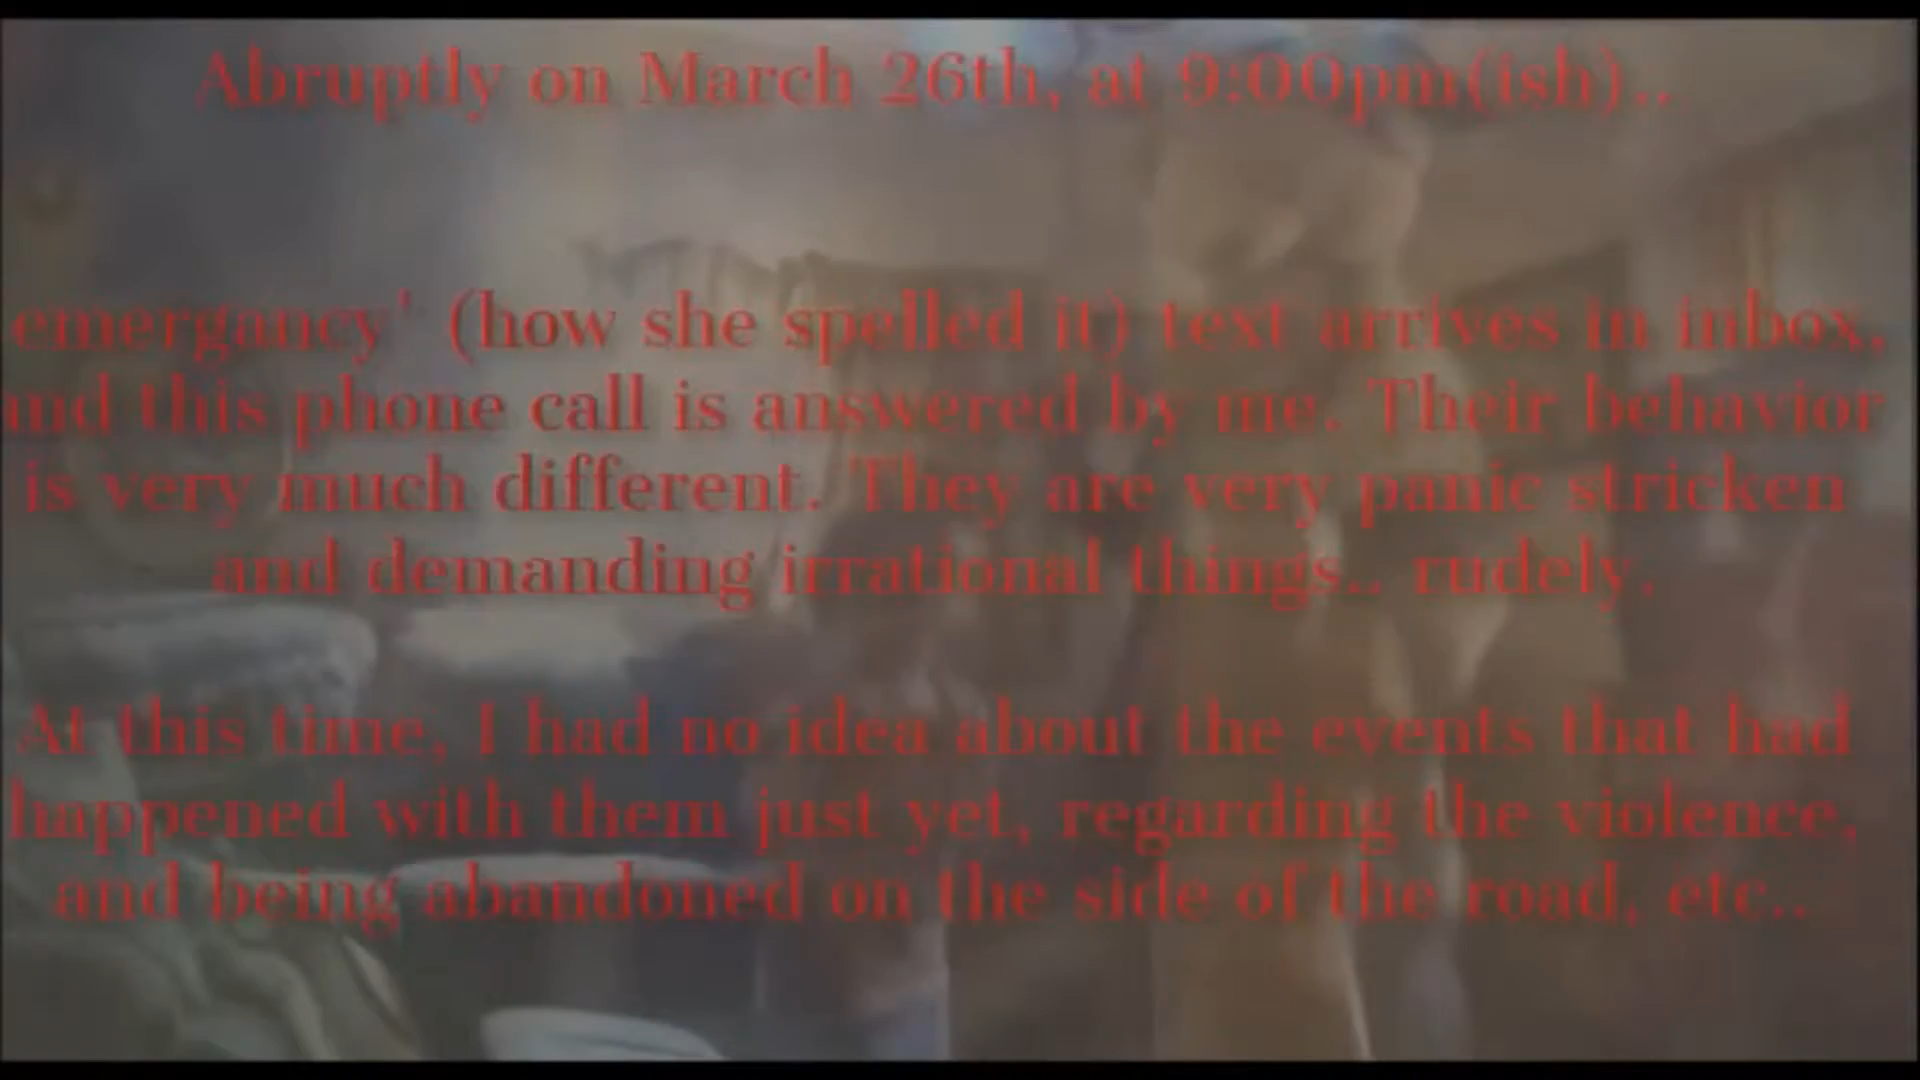 Abruptly on March 26th, at 9:00pm(ish)..
emergancy' (how she spelled it) text arrives in inbox,
and this phone call is answered by me. Their behavior
is very much different. They are very panic stricken
and demanding irrational things.. rudely.
At this time, I had no idea about the events that had
happened with them just yet, regarding the violence,
and being abandoned on the side of the road, etc..